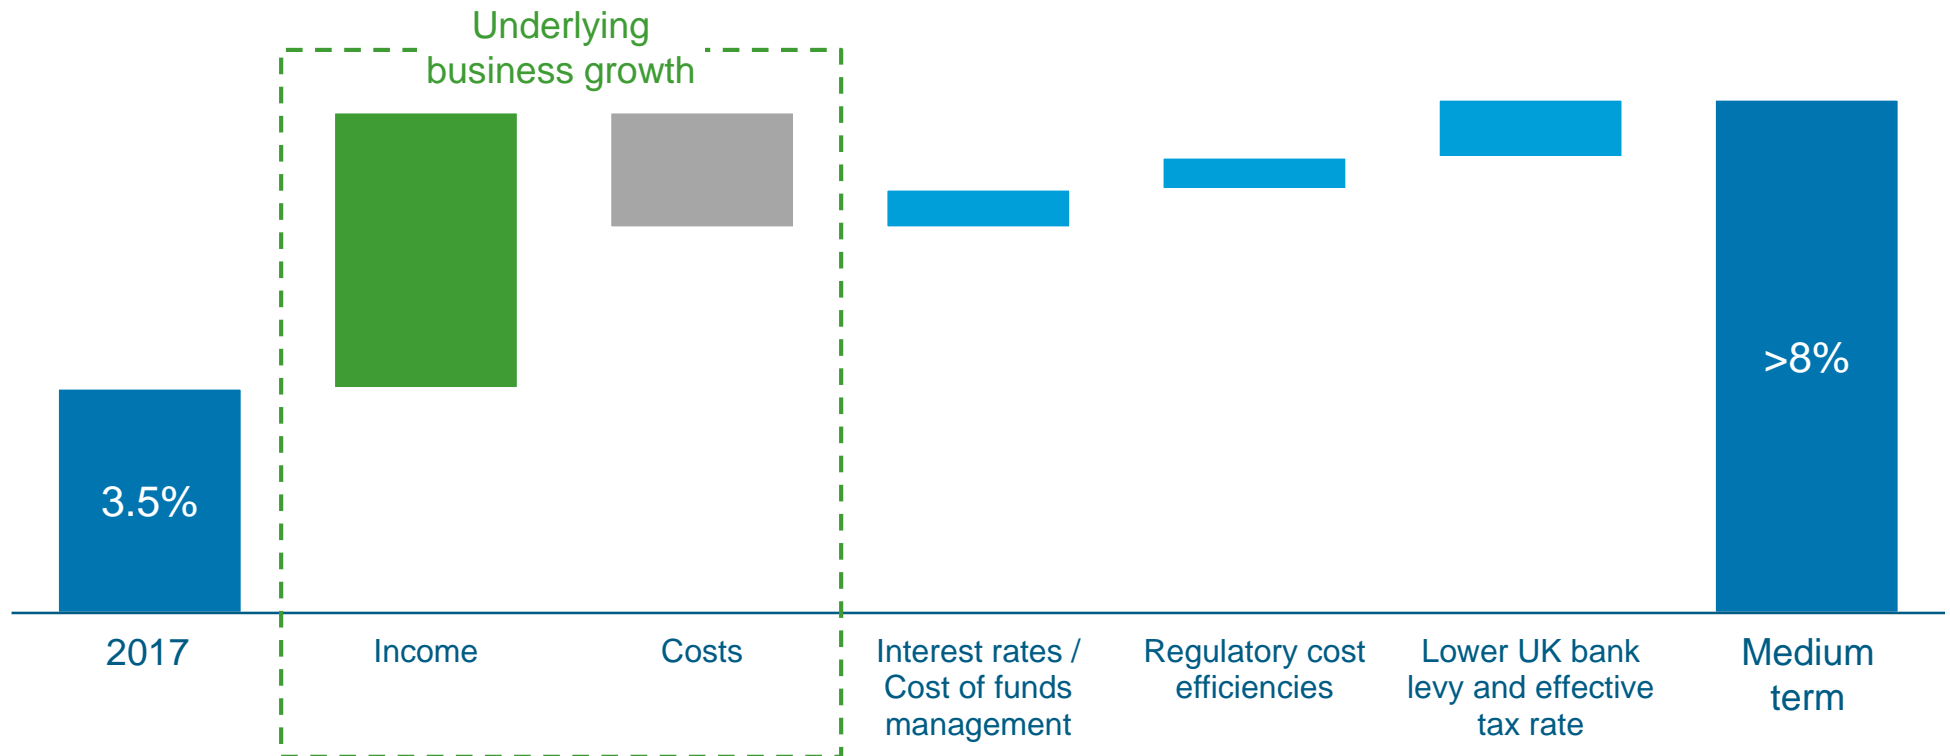 Underlying
business growth
3.5%
>8%
2017
Income
Costs
Interest rates /
Cost of funds
management
Regulatory cost
efficiencies
Lower UK bank
levy and effective
tax rate
Medium
term